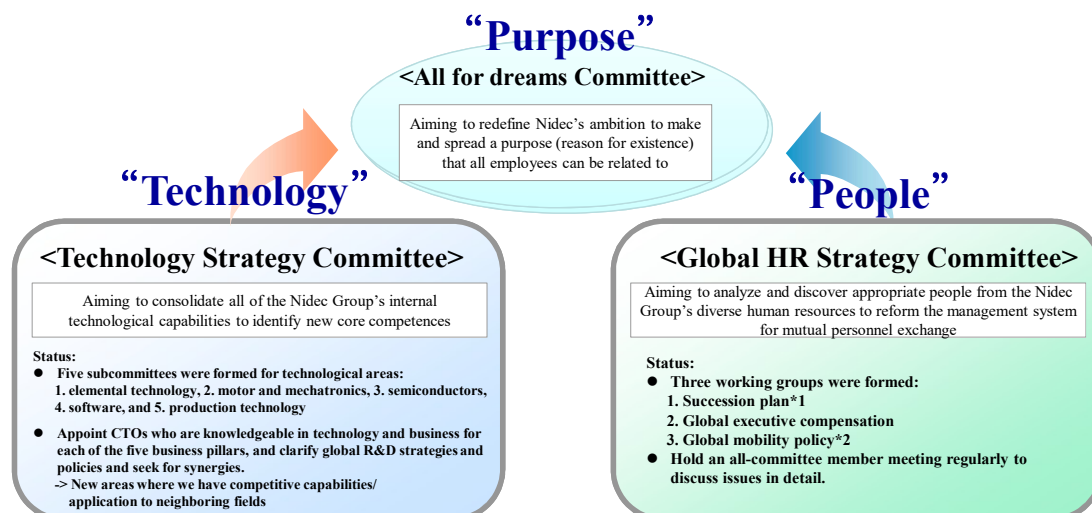 “Purpose”
<All for dreams Committee>
Aiming to redefine Nidec’s ambition to make
and spread a purpose (reason for existence)
that all employees can be related to
“Technology”
<Technology Strategy Committee>
Aiming to consolidate all of the Nidec Group’s internal
technological capabilities to identify new core competences
Status:
● Five subcommittees were formed for technological areas:
1. elemental technology, 2. motor and mechatronics, 3. semiconductors,
4. software, and 5. production technology
● Appoint CTOs who are knowledgeable in technology and business for
each of the five business pillars, and clarify global R&D strategies and
policies and seek for synergies.
-> New areas where we have competitive capabilities/
application to neighboring fields
“People”
<Global HR Strategy Committee>
Aiming to analyze and discover appropriate people from the Nidec
Group’s diverse human resources to reform the management system
for mutual personnel exchange
Status:
● Three working groups were formed:
1. Succession plan*1
2. Global executive compensation
3. Global mobility policy*2
● Hold an all-committee member meeting regularly to
discuss issues in detail.